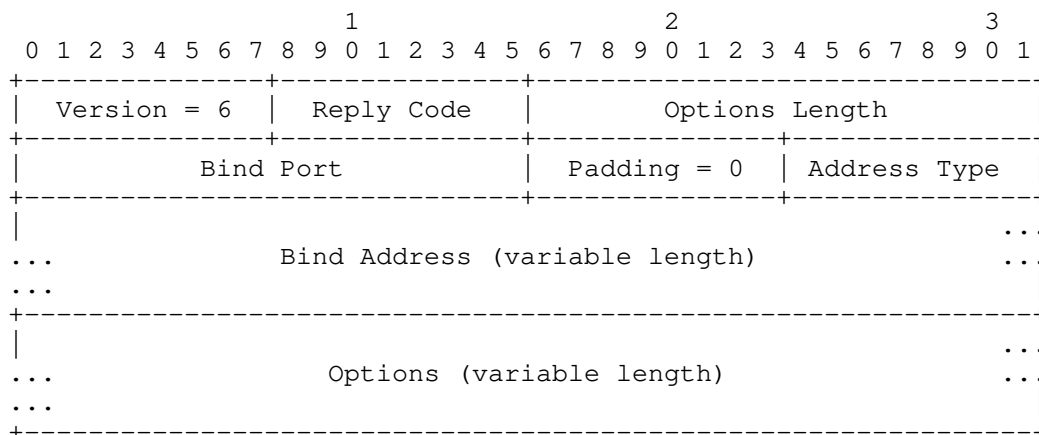 1                   2                   3
 0 1 2 3 4 5 6 7 8 9 0 1 2 3 4 5 6 7 8 9 0 1 2 3 4 5 6 7 8 9 0 1
+---------------+---------------+--------------------------------
|  Version = 6  |  Reply Code   |        Options Length
+---------------+---------------+---------------+----------------
|           Bind Port           |  Padding = 0  | Address Type
+-------------------------------+---------------+----------------
|                                                             ...
...              Bind Address (variable length)               ...
...
+----------------------------------------------------------------
|                                                             ...
...                 Options (variable length)                 ...
...
+----------------------------------------------------------------